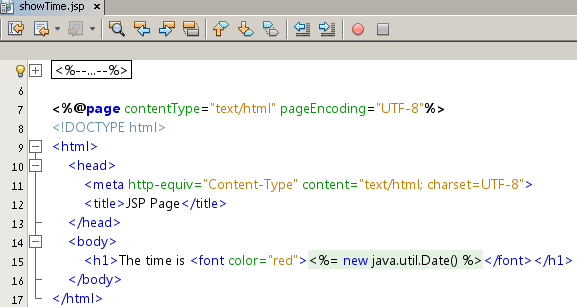 showTime.jsp ×
<%--...--%>
6
7 <%@page contentType="text/html" pageEncoding="UTF-8"%>
8 <!DOCTYPE html>
9 <html>
10 <head>
11 <meta http-equiv="Content-Type" content="text/html; charset=UTF-8">
12 <title>JSP Page</title>
13 </head>
14 <body>
15 <h1>The time is <font color="red"><%= new java.util.Date() %></font></h1>
16 </body>
17 </html>